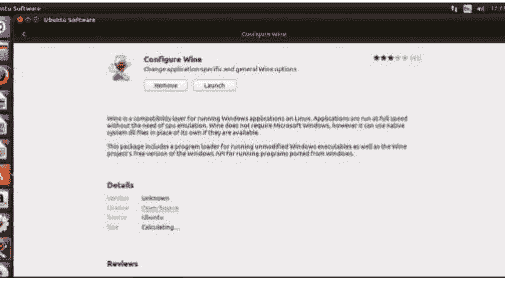 Ubuntu Software
Ubuntu Software
Configure Wine
Configure Wine
Change application-specific and general Wine options
Remove Launch
Wine is a compatibility layer for running Windows applications on Linux. Applications are run at full speed
without the need of cpu emulation. Wine does not require Microsoft Windows, however it can use native
system dll files in place of its own if they are available.
This package includes a program loader for running unmodified Windows executables as well as the Wine
project's free version of the Windows API for running programs ported from Windows.
Details
Version Unknown
License Open Source
Source Ubuntu
Size Calculating...
Reviews